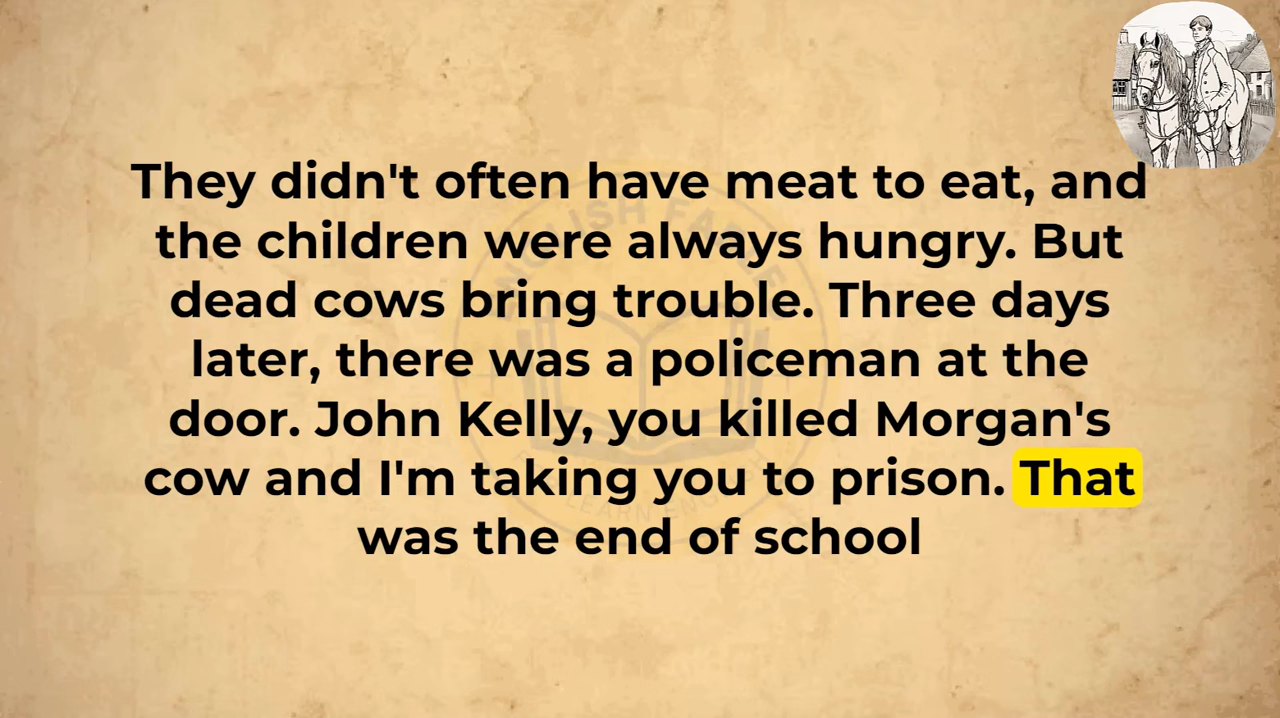 They didn't often have meat to eat, and
the children were always hungry. But
dead cows bring trouble. Three days
later, there was a policeman at the
door. John Kelly, you killed Morgan's
cow and I'm taking you to prison. That
was the end of school